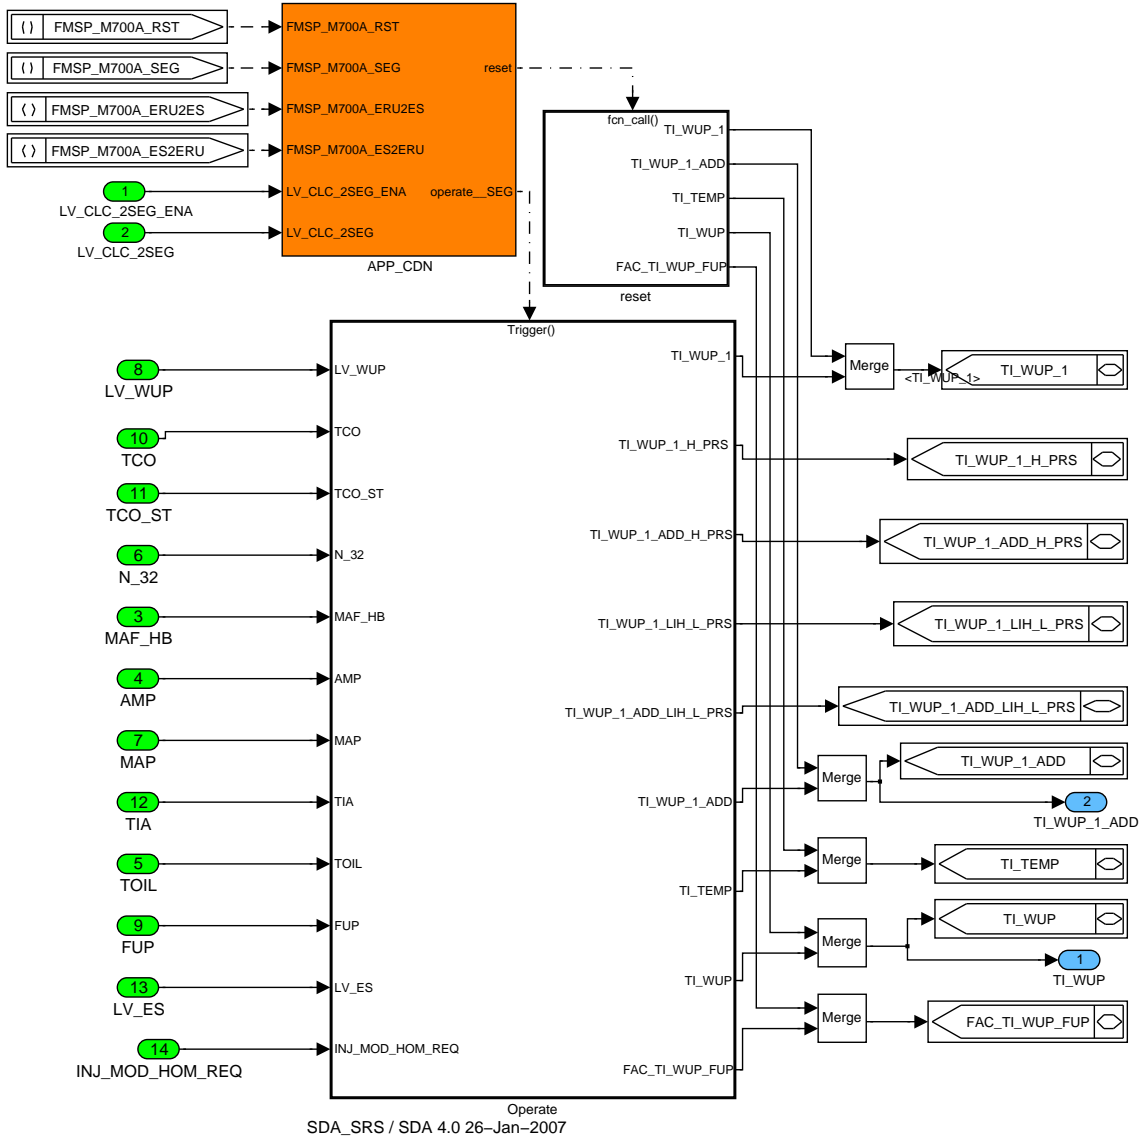 FMSP_M700A_RST
FMSP_M700A_SEG
FMSP_M700A_ERU2ES
FMSP_M700A_ES2ERU
1
LV_CLC_2SEG_ENA
2
LV_CLC_2SEG
FMSP_M700A_RST
FMSP_M700A_SEG
FMSP_M700A_ERU2ES
FMSP_M700A_ES2ERU
LV_CLC_2SEG_ENA
LV_CLC_2SEG
reset
operate__SEG
APP_CDN
fcn_call()
TI_WUP_1
TI_WUP_1_ADD
TI_TEMP
TI_WUP
FAC_TI_WUP_FUP
reset
8
LV_WUP
10
TCO
11
TCO_ST
6
N_32
3
MAF_HB
4
AMP
7
MAP
12
TIA
5
TOIL
9
FUP
13
LV_ES
14
INJ_MOD_HOM_REQ
Trigger()
LV_WUP
TCO
TCO_ST
N_32
MAF_HB
AMP
MAP
TIA
TOIL
FUP
LV_ES
INJ_MOD_HOM_REQ
TI_WUP_1
TI_WUP_1_H_PRS
TI_WUP_1_ADD_H_PRS
TI_WUP_1_LIH_L_PRS
TI_WUP_1_ADD_LIH_L_PRS
TI_WUP_1_ADD
TI_TEMP
TI_WUP
FAC_TI_WUP_FUP
Operate
Merge
<TI_WUP_1>
TI_WUP_1
TI_WUP_1_H_PRS
TI_WUP_1_ADD_H_PRS
TI_WUP_1_LIH_L_PRS
TI_WUP_1_ADD_LIH_L_PRS
Merge
TI_WUP_1_ADD
2
TI_WUP_1_ADD
Merge
TI_TEMP
Merge
TI_WUP
1
TI_WUP
Merge
FAC_TI_WUP_FUP
SDA_SRS / SDA 4.0 26–Jan–2007